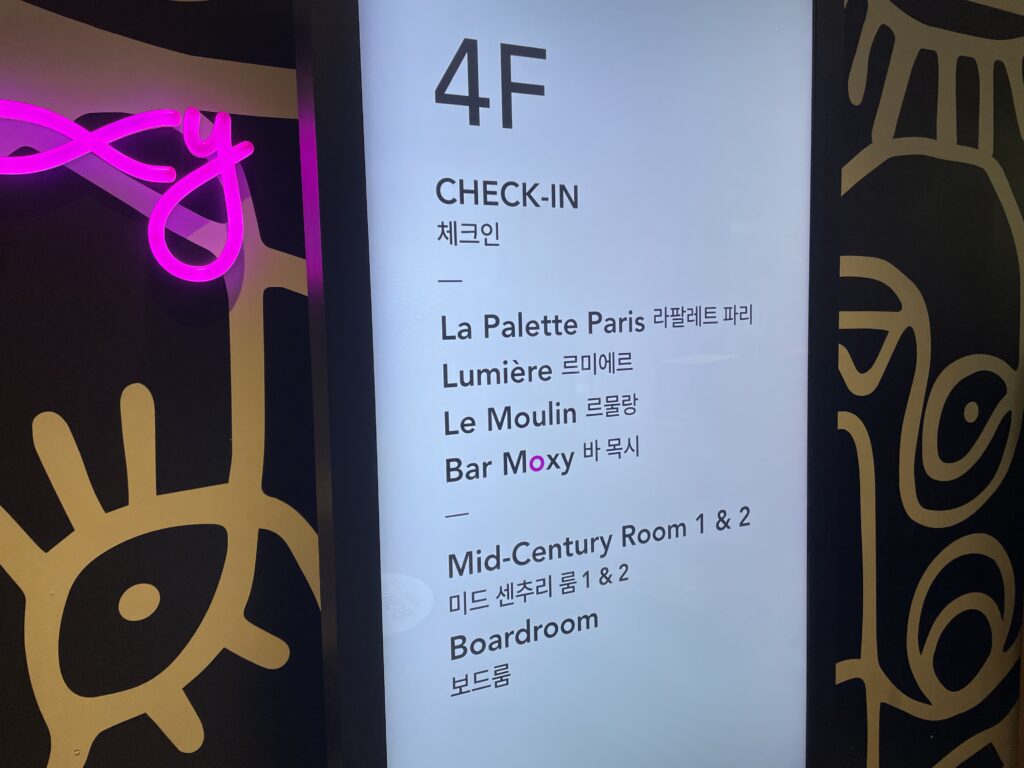 4F
CHECK-IN
체크인
La Palette Paris 라팔레트 파리
Lumière 르미에르
Le Moulin 르물랑
Bar Moxy 바 목시
Mid-Century Room 1 & 2
미드 센추리 룸 1 & 2
Boardroom
보드룸